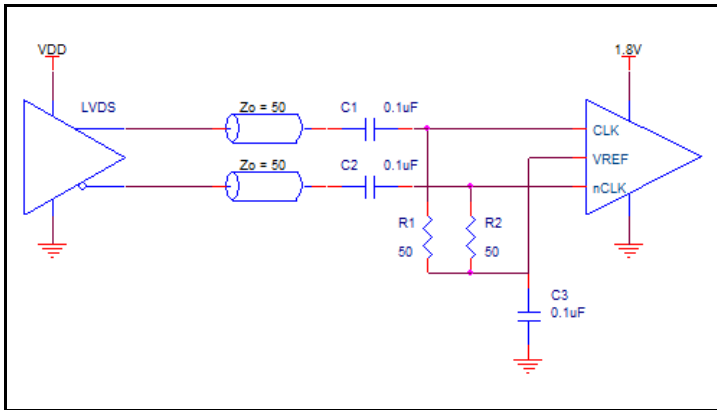 VDD
1.8V
LVDS
Zo = 50
C1
0.1uF
CLK
Zo = 50
C2
0.1uF
VREF
nCLK
R1
50
R2
50
C3
0.1uF